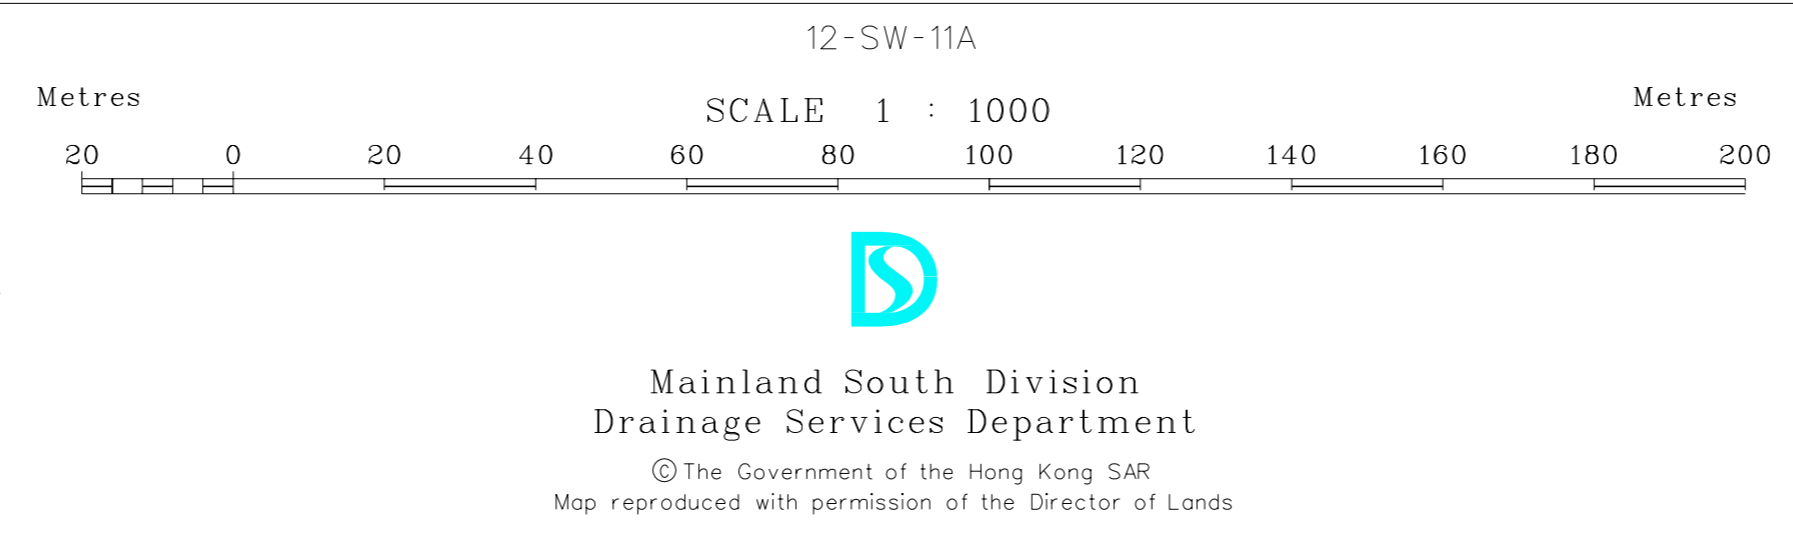 12-SW-11A
Metres Metres
SCALE 1 : 1000
20 0 20 40 60 80 100 120 140 160 180 200
DS
Mainland South Division
Drainage Services Department
© The Government of the Hong Kong SAR
Map reproduced with permission of the Director of Lands